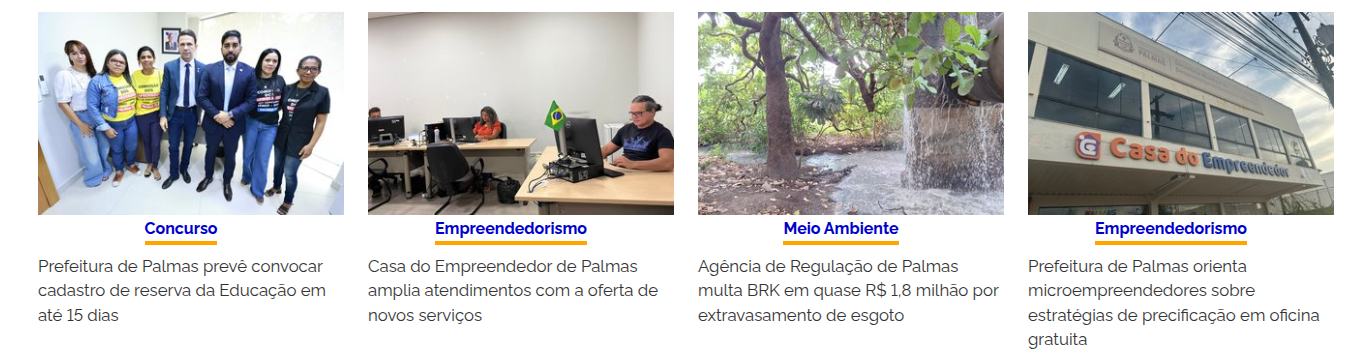 PALMAS
Casa do Empreendedor
Concurso
Prefeitura de Palmas prevê convocar
cadastro de reserva da Educação em
até 15 dias
Empreendedorismo
Casa do Empreendedor de Palmas
amplia atendimentos com a oferta de
novos serviços
Meio Ambiente
Agência de Regulação de Palmas
multa BRK em quase R$ 1,8 milhão por
extravasamento de esgoto
Empreendedorismo
Prefeitura de Palmas orienta
microempreendedores sobre
estratégias de precificação em oficina
gratuita